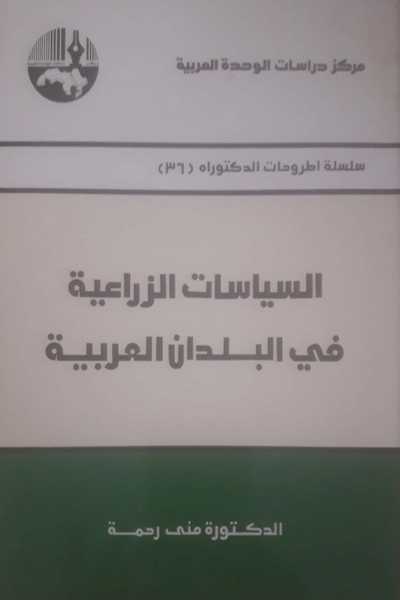 مركز دراسات الوحدة العربية
سلسلة اطروحات الدكتوراه (٣٦)
السياسات الزراعية
في البلدان العربية
الدكتورة منى رحمة